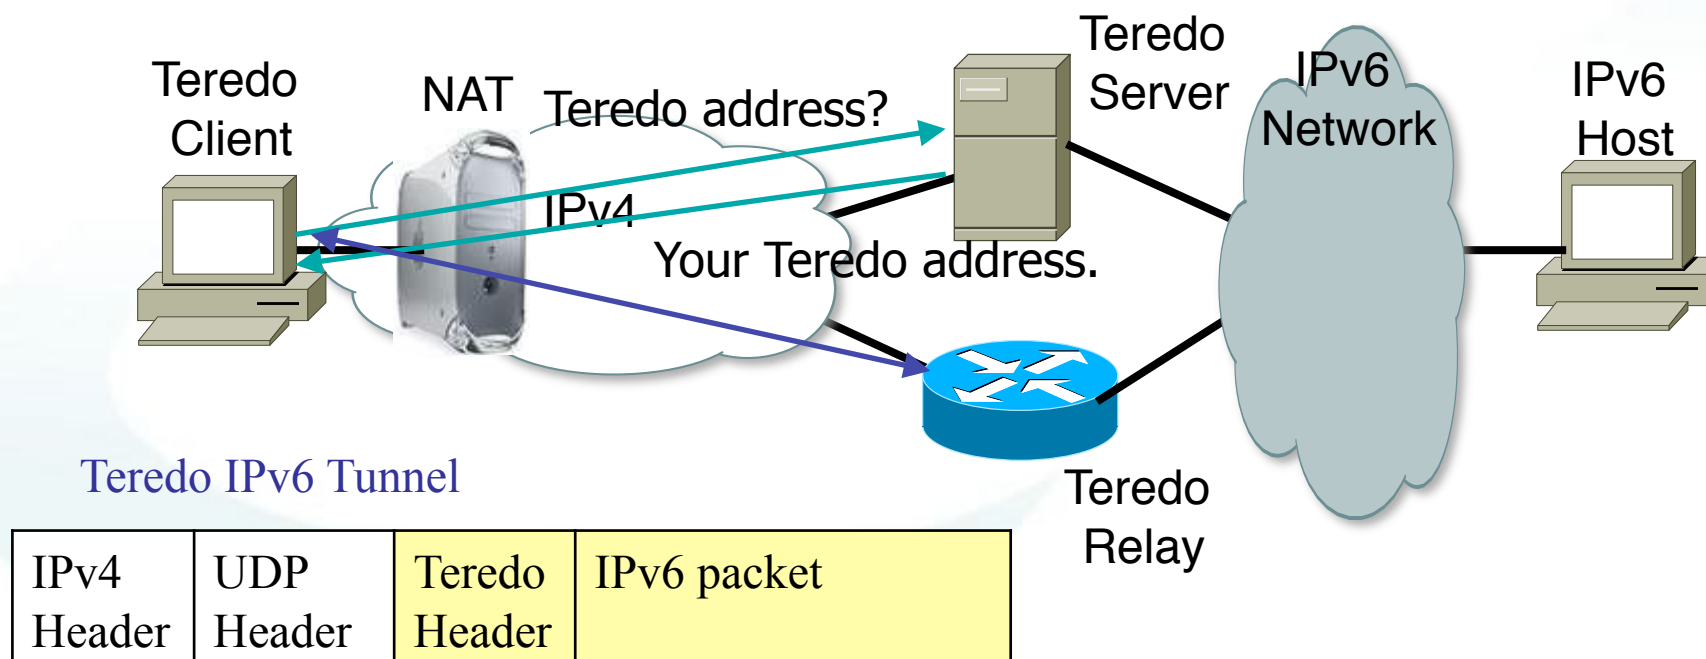 Teredo
Client
NAT
Teredo address?
Teredo
Server
IPv6
Network
IPv6
Host
IPv4
Your Teredo address.
Teredo IPv6 Tunnel
Teredo
Relay
IPv4
Header
UDP
Header
Teredo
Header
IPv6 packet